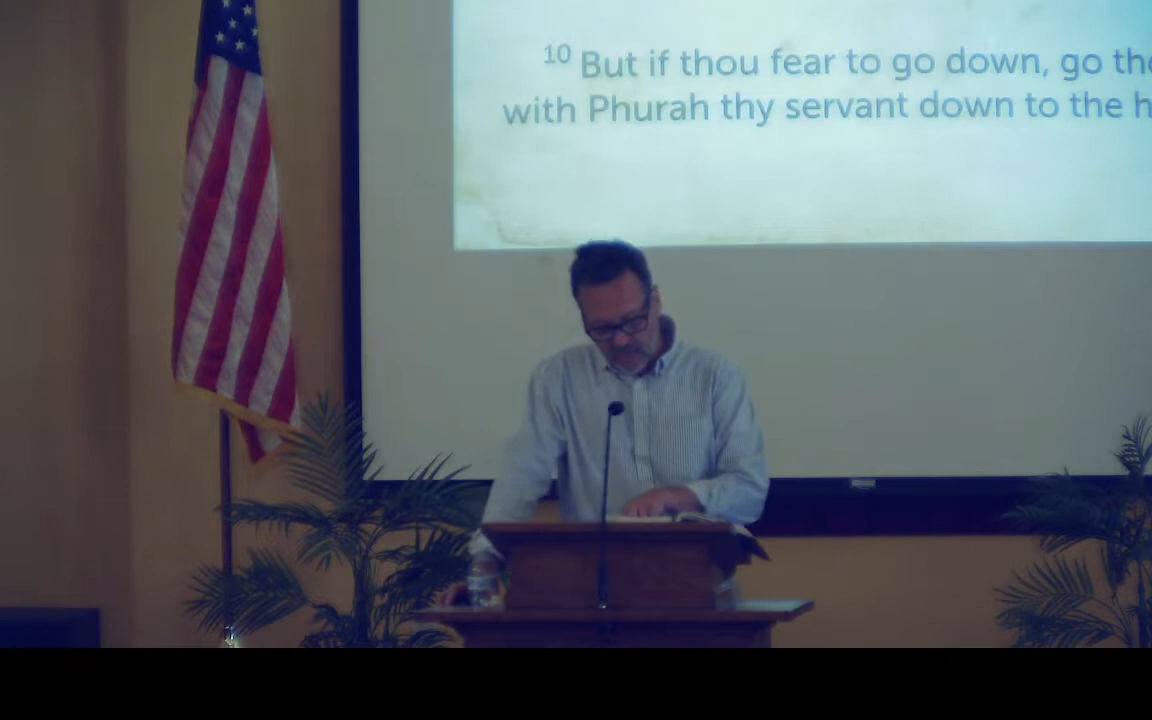 10 But if thou fear to go down, go
with Phurah thy servant down to the